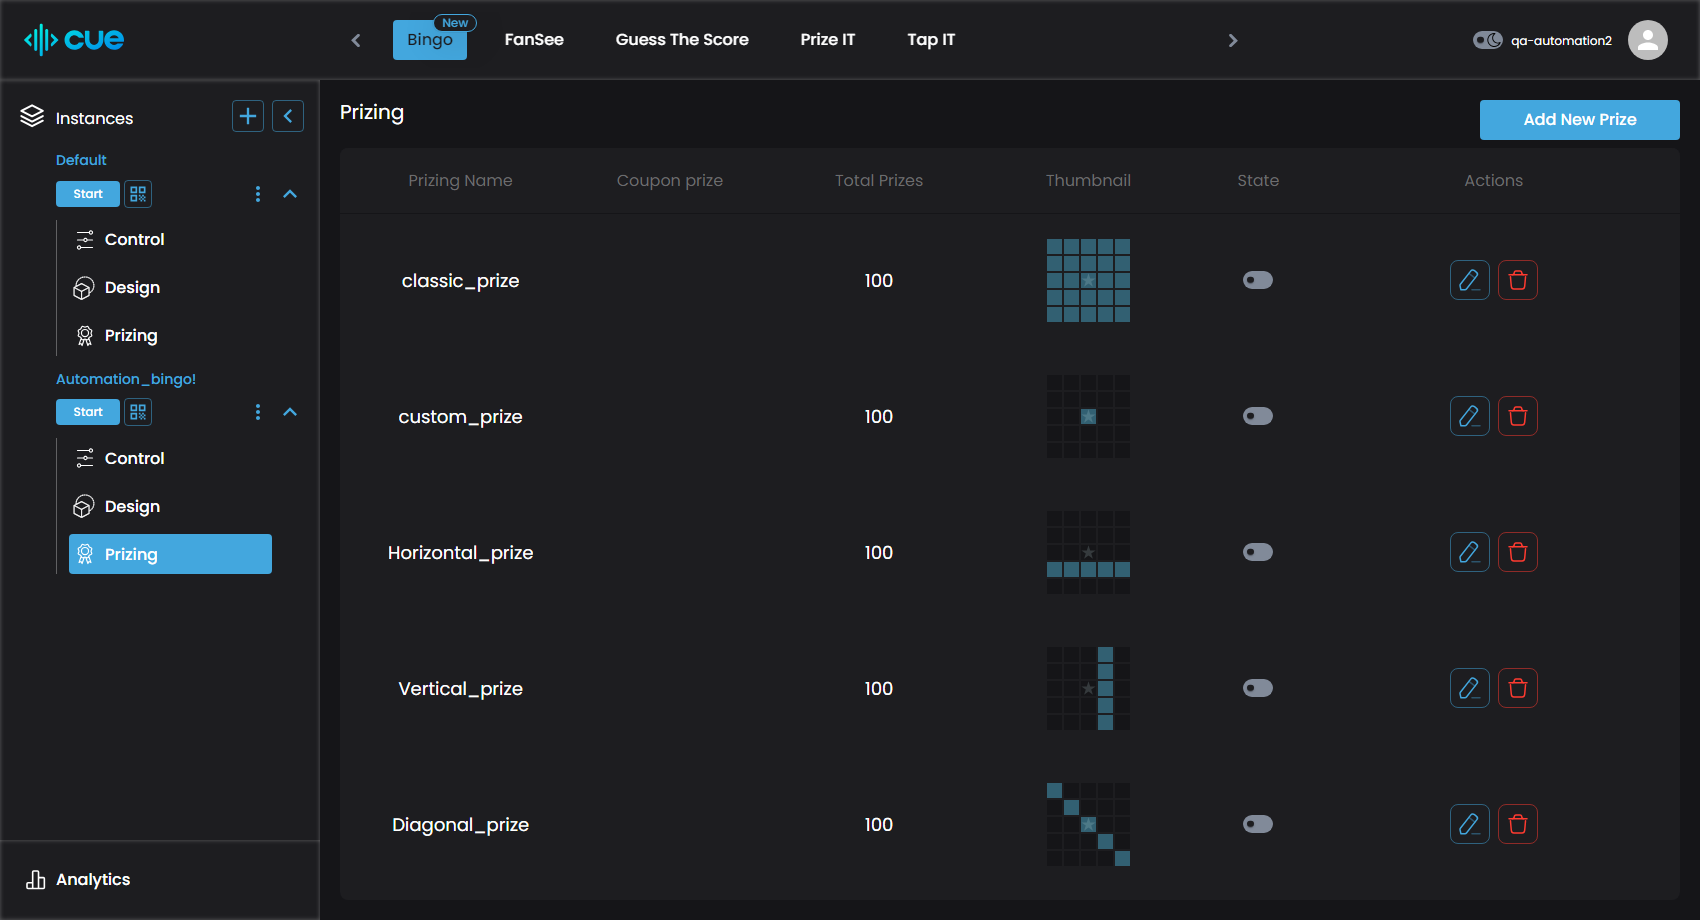 cue
Bingo
New
FanSee
Guess The Score
Prize IT
Tap IT
qa-automation2
Instances
Default
Start
Control
Design
Prizing
Automation_bingo!
Start
Control
Design
Prizing
Analytics
Prizing
Add New Prize
Prizing Name Coupon prize Total Prizes Thumbnail State Actions
classic_prize 100
custom_prize 100
Horizontal_prize 100
Vertical_prize 100
Diagonal_prize 100